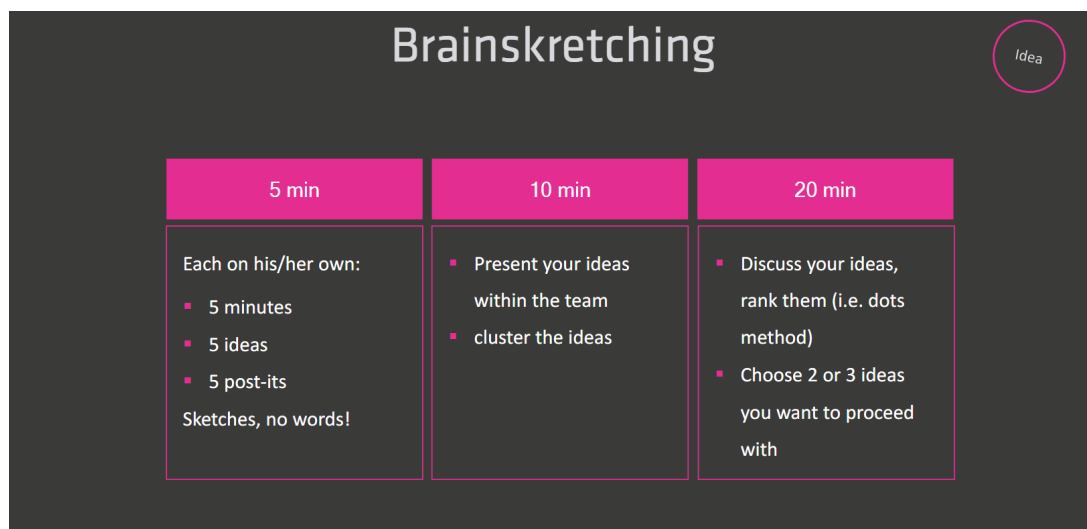 Brainskretching
Idea
5 min
Each on his/her own:
5 minutes
5 ideas
5 post-its
Sketches, no words!
10 min
Present your ideas
within the team
cluster the ideas
20 min
Discuss your ideas,
rank them (i.e. dots
method)
Choose 2 or 3 ideas
you want to proceed
with